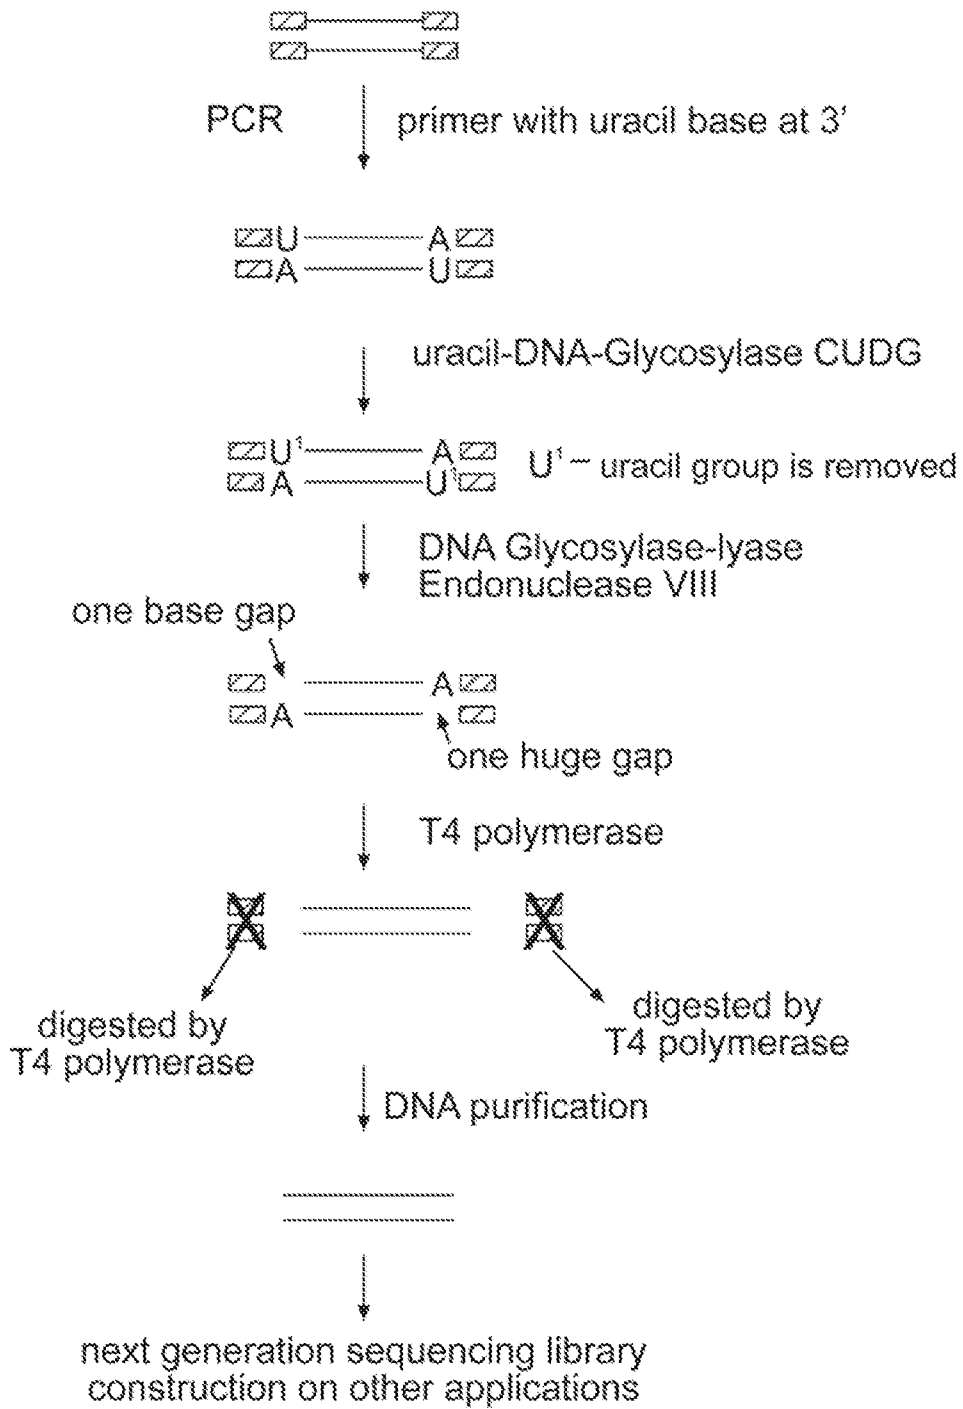 PCR
primer with uracil base at 3'
U A
A U
uracil-DNA-Glycosylase CUDG
U¹ A
A U¹
U¹ – uracil group is removed
DNA Glycosylase-lyase
Endonuclease VIII
one base gap
A
A
one huge gap
T4 polymerase
digested by
T4 polymerase
digested by
T4 polymerase
DNA purification
next generation sequencing library
construction on other applications